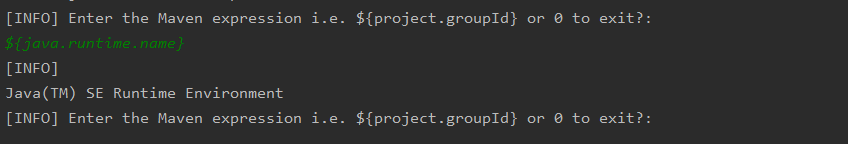 [INFO] Enter the Maven expression i.e. ${project.groupId} or 0 to exit?:
${java.runtime.name}
[INFO]
Java(TM) SE Runtime Environment
[INFO] Enter the Maven expression i.e. ${project.groupId} or 0 to exit?: